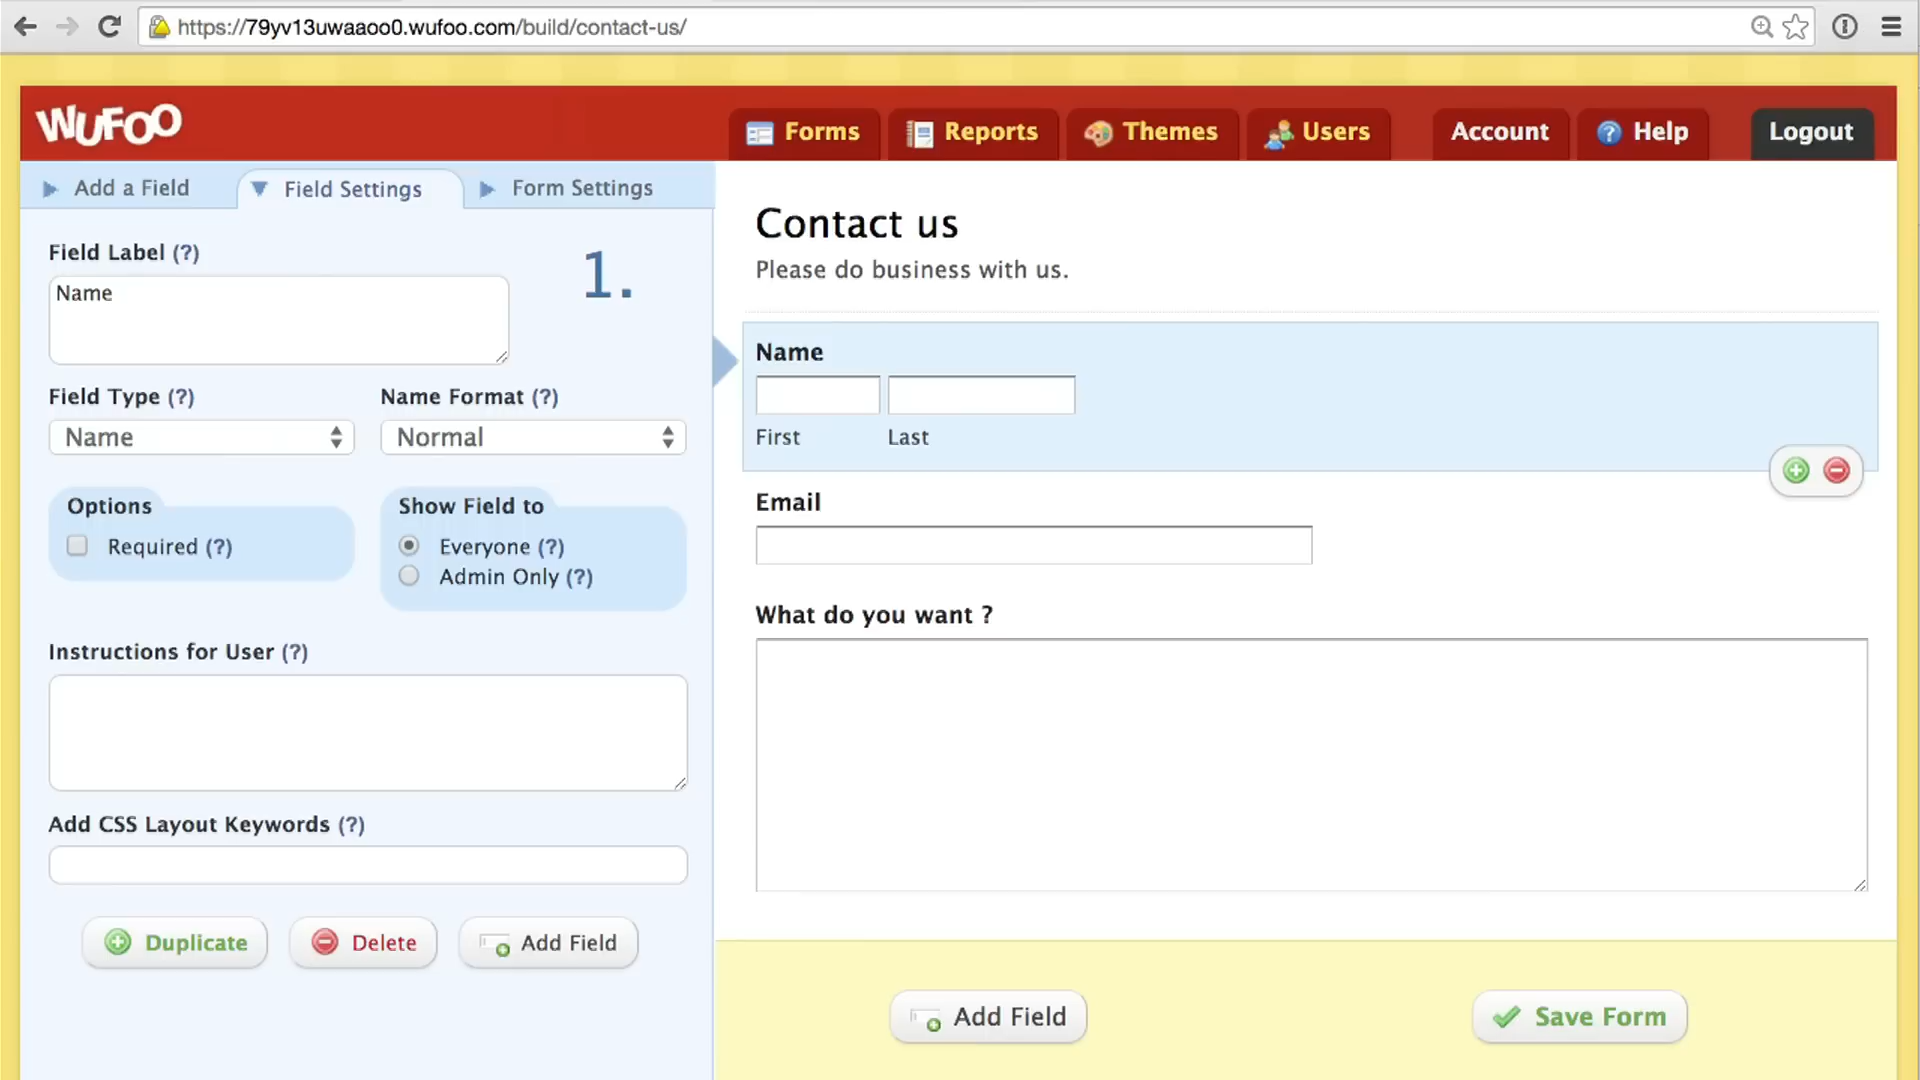 https://79yv13uwaaoo0.wufoo.com/build/contact-us/
WUFOO
Forms
Reports
Themes
Users
Account
Help
Logout
Add a Field
Field Settings
Form Settings
Field Label (?)
1.
Name
Field Type (?)
Name Format (?)
Name
Normal
Options
Required (?)
Show Field to
Everyone (?)
Admin Only (?)
Instructions for User (?)
Add CSS Layout Keywords (?)
Duplicate
Delete
Add Field
Contact us
Please do business with us.
Name
First
Last
Email
What do you want ?
Add Field
Save Form